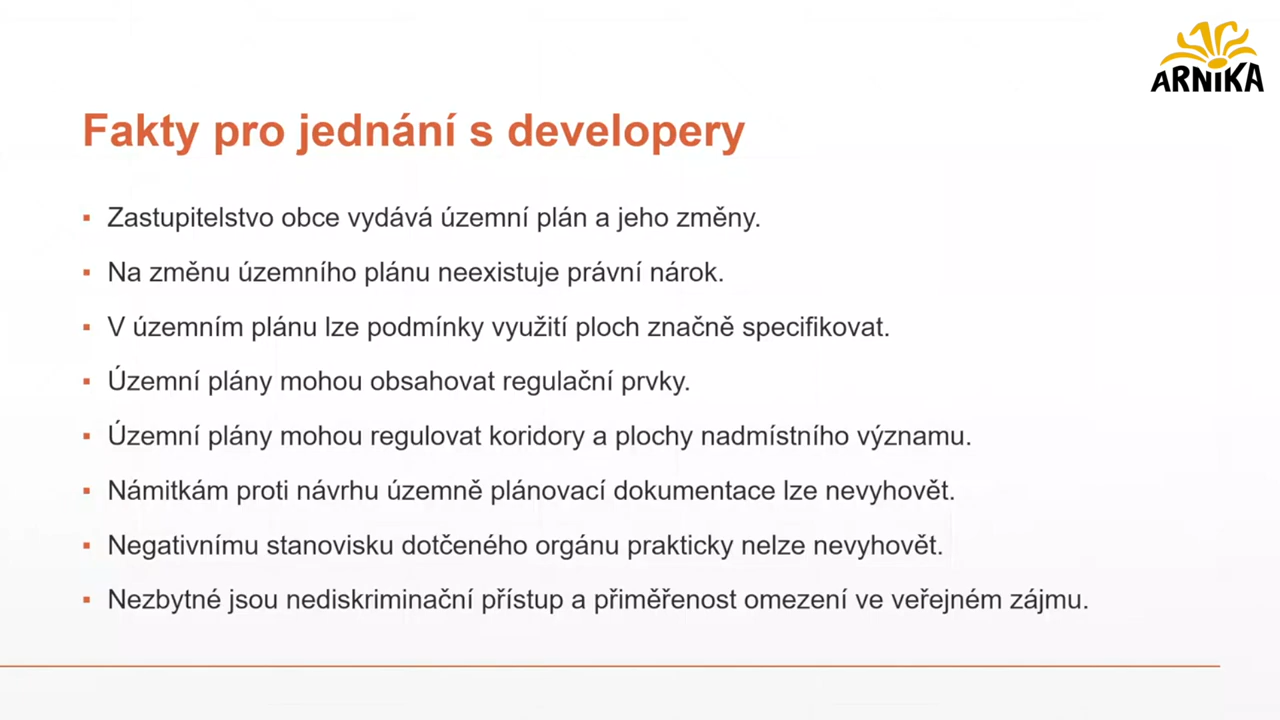 ARNIKA
Fakty pro jednání s developery
▪ Zastupitelstvo obce vydává územní plán a jeho změny.
▪ Na změnu územního plánu neexistuje právní nárok.
▪ V územním plánu lze podmínky využití ploch značně specifikovat.
▪ Územní plány mohou obsahovat regulační prvky.
▪ Územní plány mohou regulovat koridory a plochy nadmístního významu.
▪ Námitkám proti návrhu územně plánovací dokumentace lze nevyhovět.
▪ Negativnímu stanovisku dotčeného orgánu prakticky nelze nevyhovět.
▪ Nezbytné jsou nediskriminační přístup a přiměřenost omezení ve veřejném zájmu.